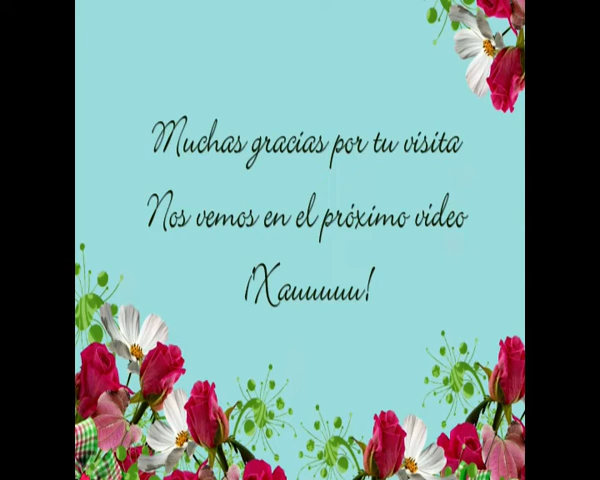 Muchas gracias por tu visita
Nos vemos en el próximo video
¡Xauuuuu!